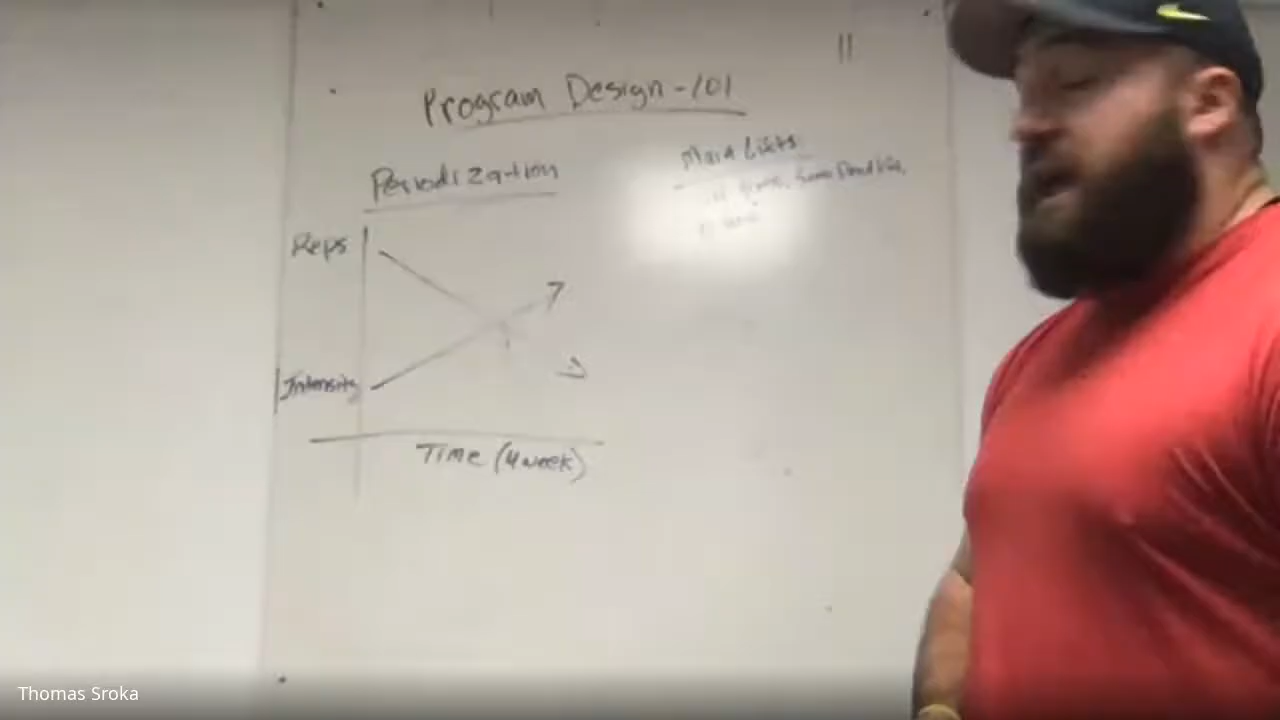 Program Design - 101
Periodization
Main Lifts
Reps
Intensity
Time (4 week)
Thomas Sroka